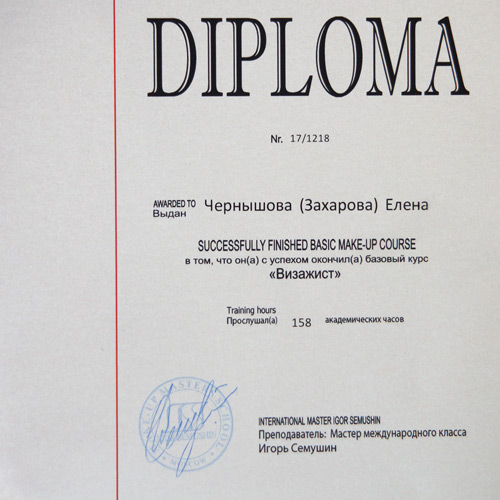 DIPLOMA
Nr. 17/1218
AWARDED TO
Выдан
Чернышова (Захарова) Елена
SUCCESSFULLY FINISHED BASIC MAKE-UP COURSE
в том, что он(а) с успехом окончил(а) базовый курс
«Визажист»
Training hours
Прослушал(а) 158 академических часов
INTERNATIONAL MASTER IGOR SEMUSHIN
Преподаватель: Мастер международного класса
Игорь Семушин
MOSCOW